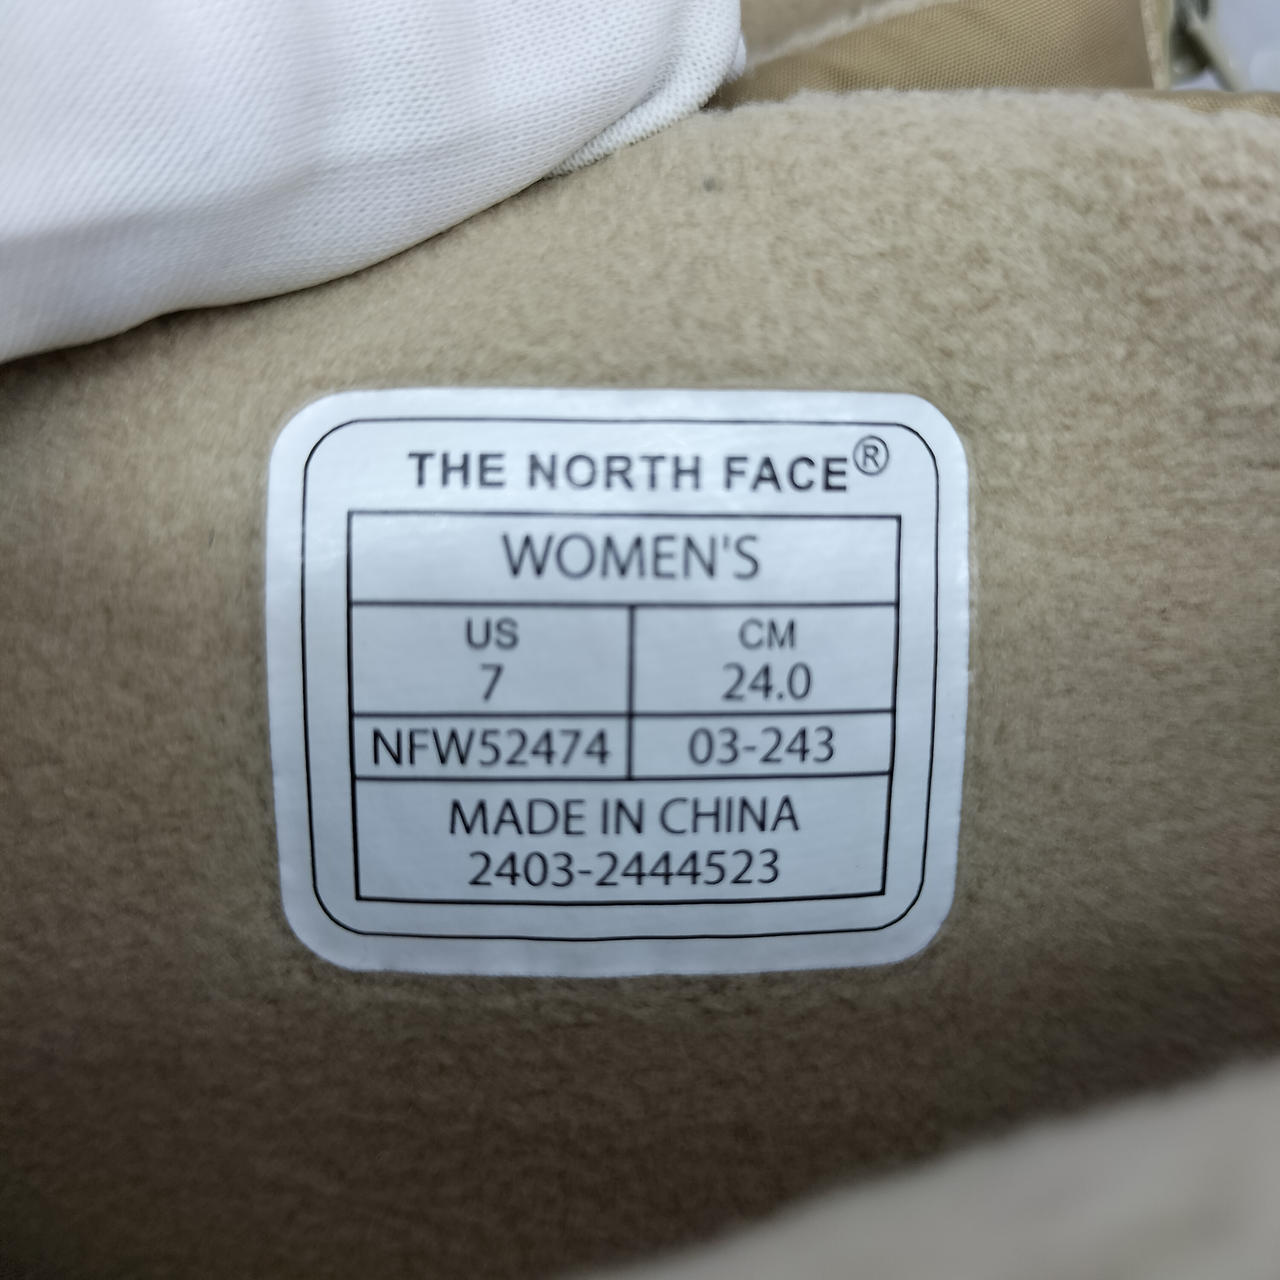 THE NORTH FACE®
WOMEN'S
US CM
7 24.0
NFW52474 03-243
MADE IN CHINA
2403-2444523